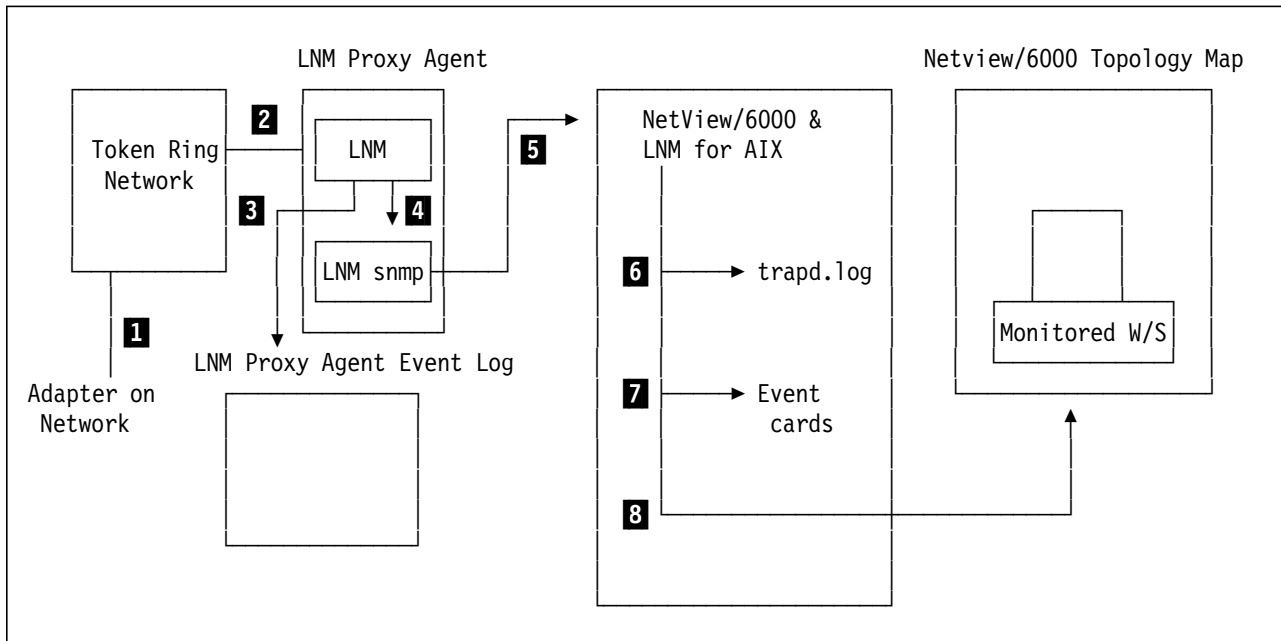 LNM Proxy Agent
Netview/6000 Topology Map
2
Token Ring
Network
LNM
5
NetView/6000 &
LNM for AIX
3
4
LNM snmp
6
trapd.log
1
Monitored W/S
LNM Proxy Agent Event Log
Adapter on
Network
7
Event
cards
8